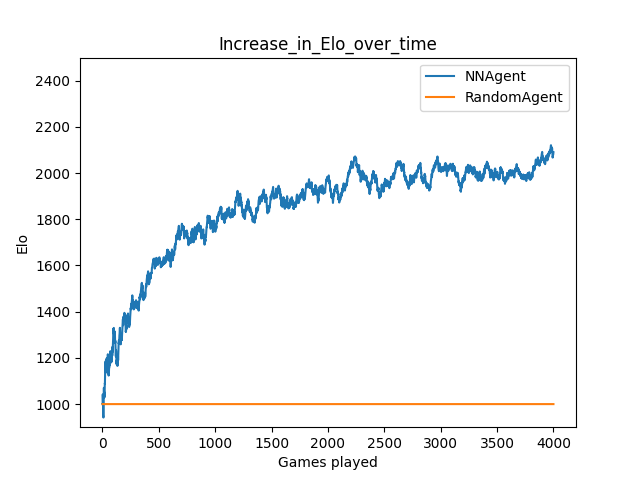 Increase_in_Elo_over_time
NNAgent
RandomAgent
2400
2200
2000
1800
1600
1400
1200
1000
Elo
0 500 1000 1500 2000 2500 3000 3500 4000
Games played